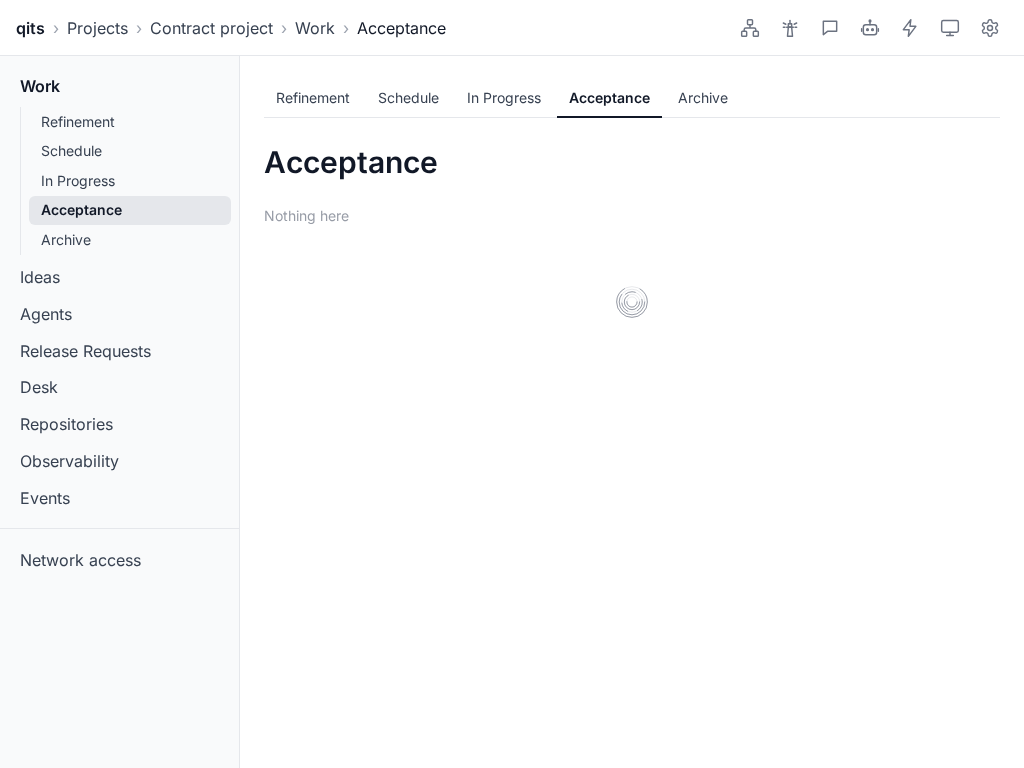 qits › Projects › Contract project › Work › Acceptance
Work
Refinement
Schedule
In Progress
Acceptance
Archive
Ideas
Agents
Release Requests
Desk
Repositories
Observability
Events
Network access
Refinement Schedule In Progress Acceptance Archive
Acceptance
Nothing here